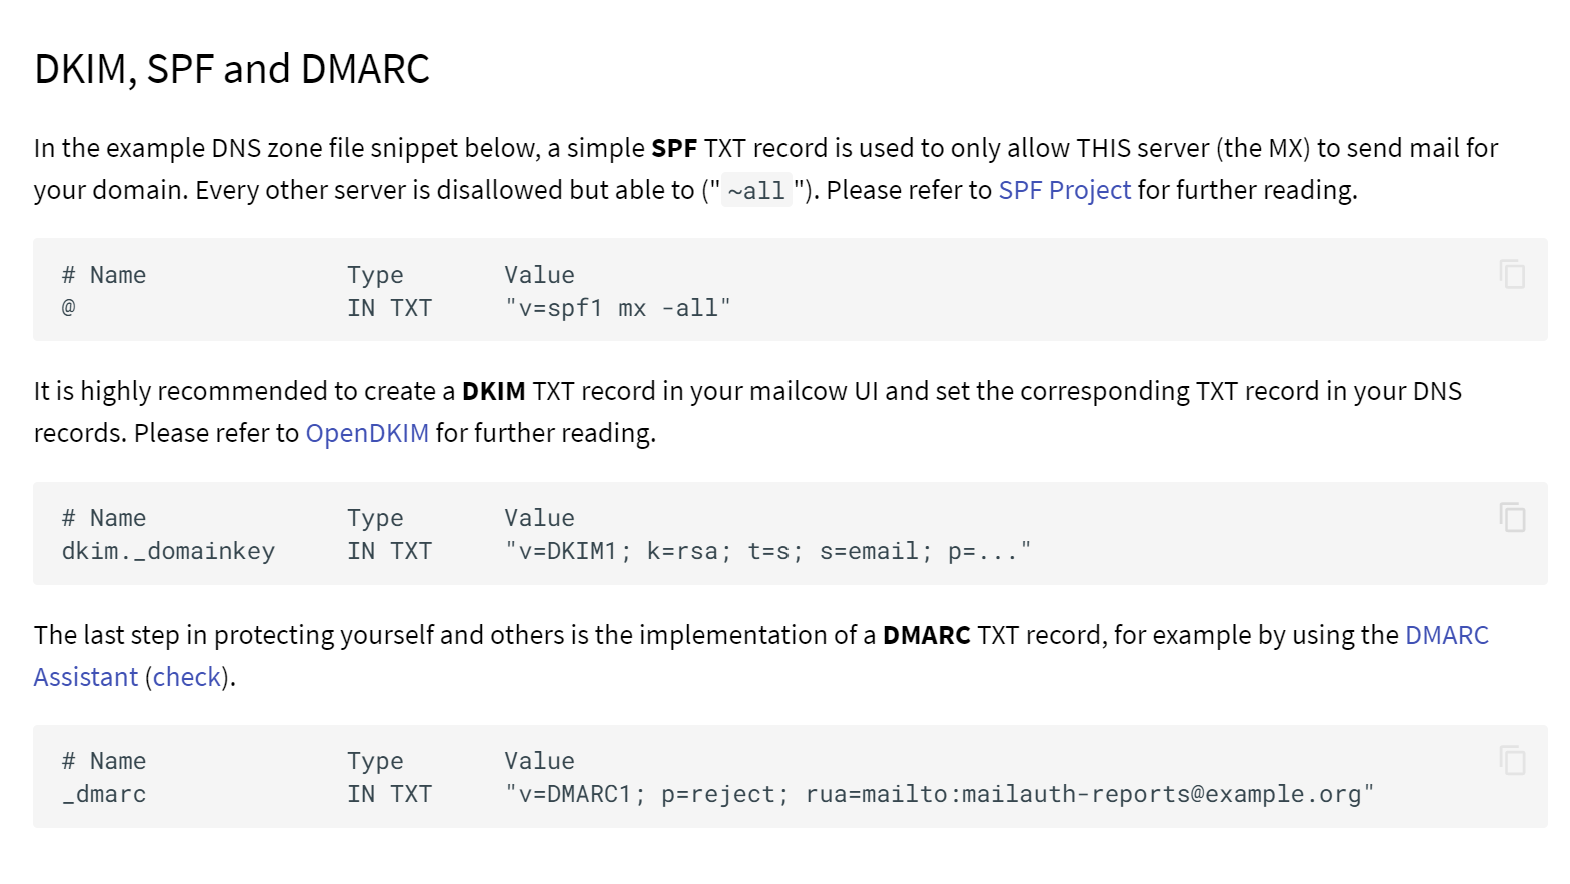 DKIM, SPF and DMARC
In the example DNS zone file snippet below, a simple SPF TXT record is used to only allow THIS server (the MX) to send mail for
your domain. Every other server is disallowed but able to ("~all"). Please refer to SPF Project for further reading.
# Name Type Value
@ IN TXT "v=spf1 mx -all"
It is highly recommended to create a DKIM TXT record in your mailcow UI and set the corresponding TXT record in your DNS
records. Please refer to OpenDKIM for further reading.
# Name Type Value
dkim._domainkey IN TXT "v=DKIM1; k=rsa; t=s; s=email; p=..."
The last step in protecting yourself and others is the implementation of a DMARC TXT record, for example by using the DMARC
Assistant (check).
# Name Type Value
_dmarc IN TXT "v=DMARC1; p=reject; rua=mailto:mailauth-reports@example.org"